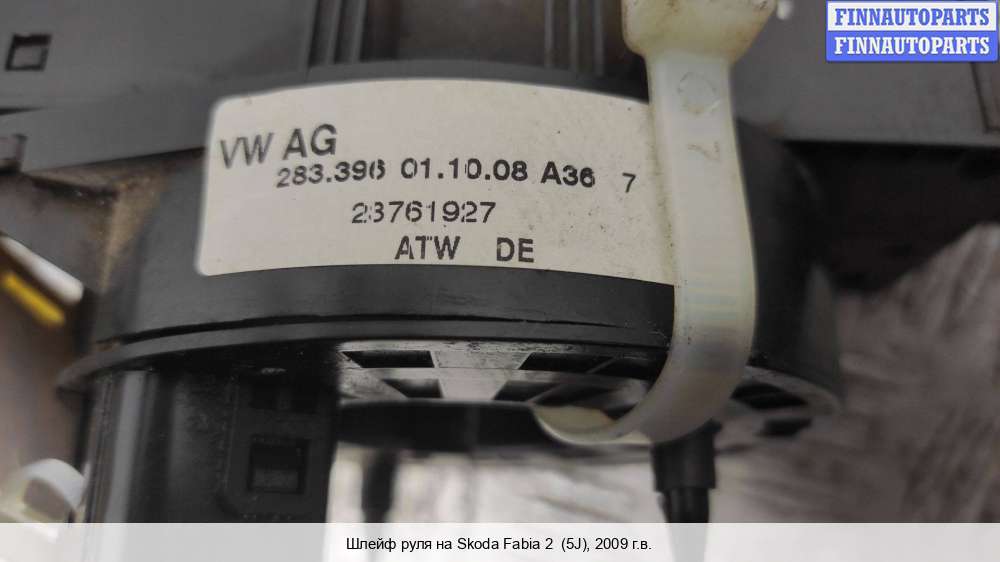 FINNAUTOPARTS
FINNAUTOPARTS
VW AG
283.396 01.10.08 A36 7
23761927
ATW DE
Шлейф руля на Skoda Fabia 2 (5J), 2009 г.в.